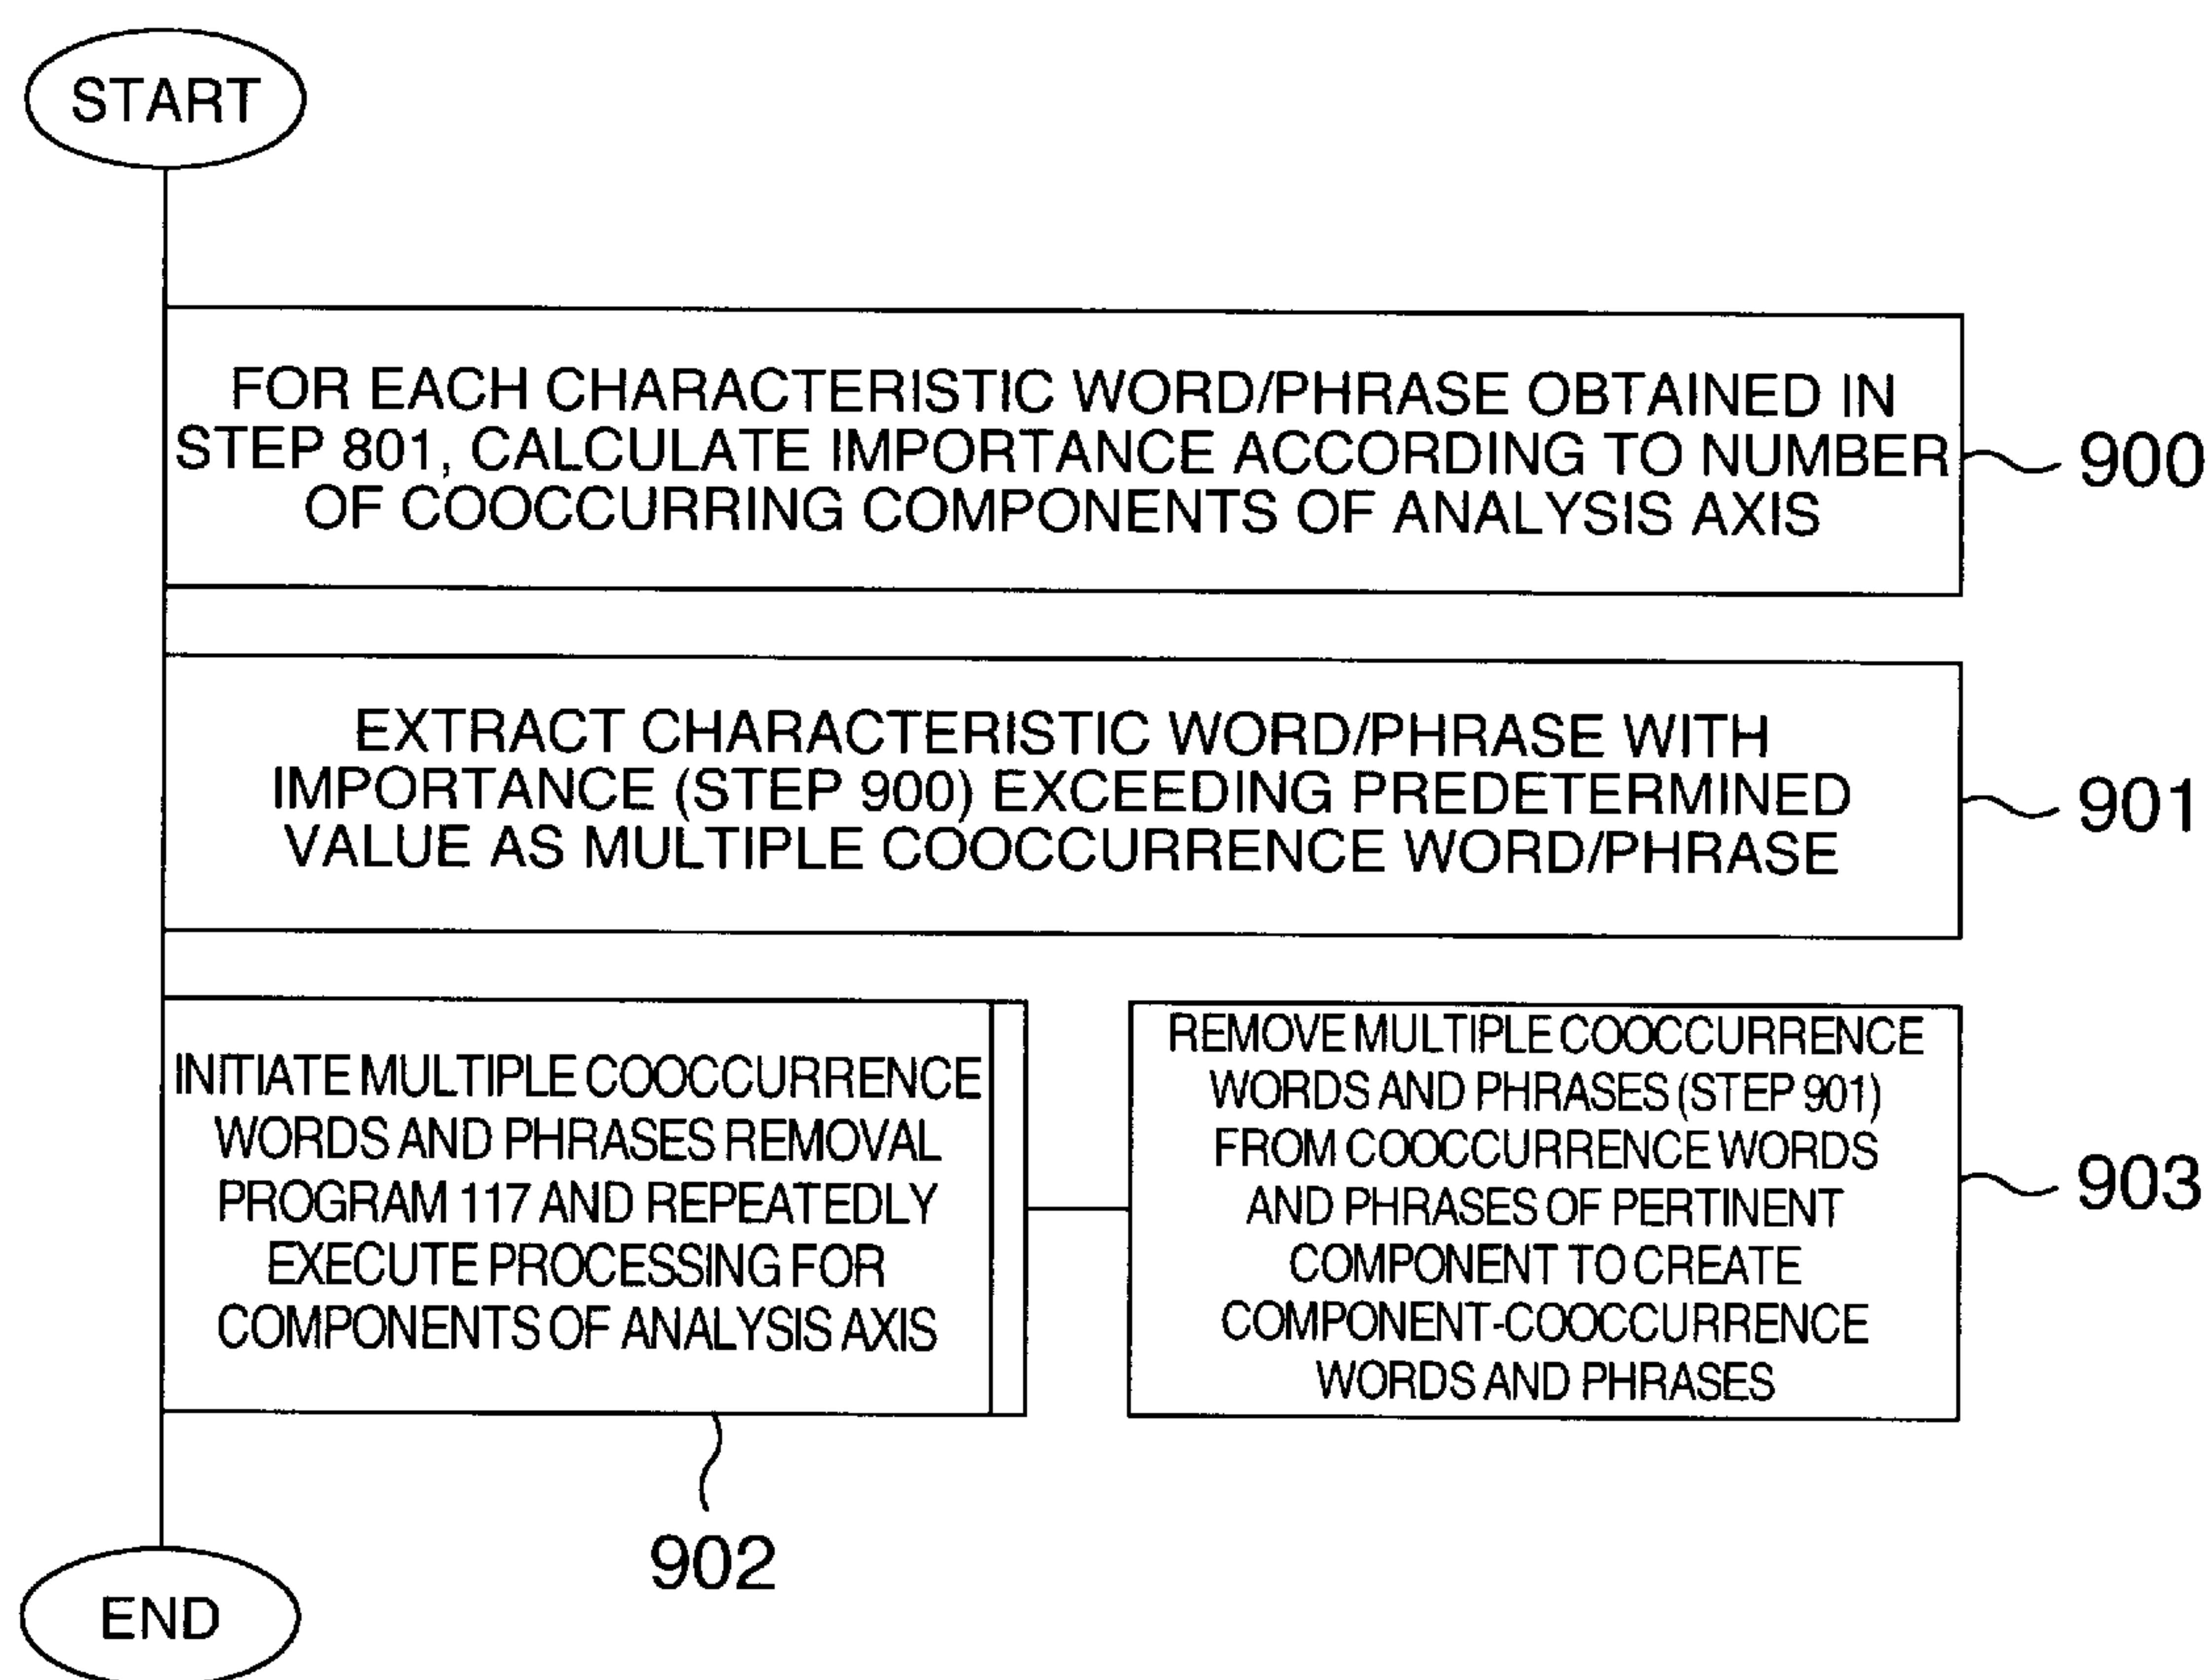 START
FOR EACH CHARACTERISTIC WORD/PHRASE OBTAINED IN
STEP 801, CALCULATE IMPORTANCE ACCORDING TO NUMBER
OF COOCCURRING COMPONENTS OF ANALYSIS AXIS
900
EXTRACT CHARACTERISTIC WORD/PHRASE WITH
IMPORTANCE (STEP 900) EXCEEDING PREDETERMINED
VALUE AS MULTIPLE COOCCURRENCE WORD/PHRASE
901
INITIATE MULTIPLE COOCCURRENCE
WORDS AND PHRASES REMOVAL
PROGRAM 117 AND REPEATEDLY
EXECUTE PROCESSING FOR
COMPONENTS OF ANALYSIS AXIS
902
REMOVE MULTIPLE COOCCURRENCE
WORDS AND PHRASES (STEP 901)
FROM COOCCURRENCE WORDS
AND PHRASES OF PERTINENT
COMPONENT TO CREATE
COMPONENT-COOCCURRENCE
WORDS AND PHRASES
903
END